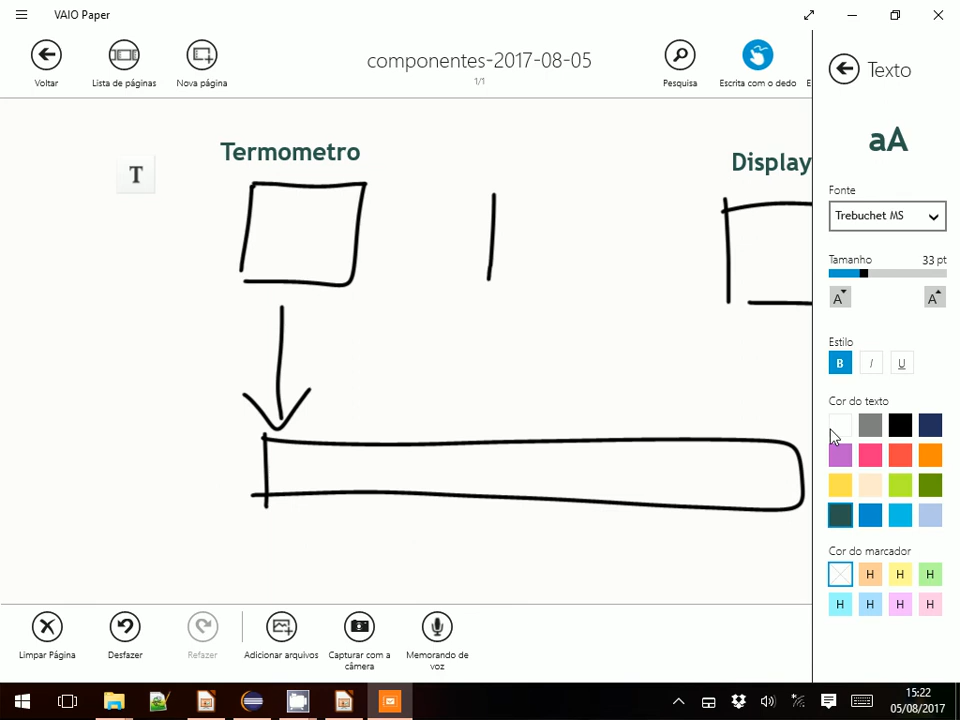 VAIO Paper
Voltar
Lista de páginas
Nova página
componentes-2017-08-05
1/1
Pesquisa
Escrita com o dedo
Texto
aA
Termometro
Display
T
Fonte
Trebuchet MS
Tamanho
33 pt
A
A
Estilo
B
I
U
Cor do texto
Cor do marcador
H
H
H
H
H
H
H
Limpar Página
Desfazer
Refazer
Adicionar arquivos
Capturar com a
câmera
Memorando de
voz
15:22
05/08/2017